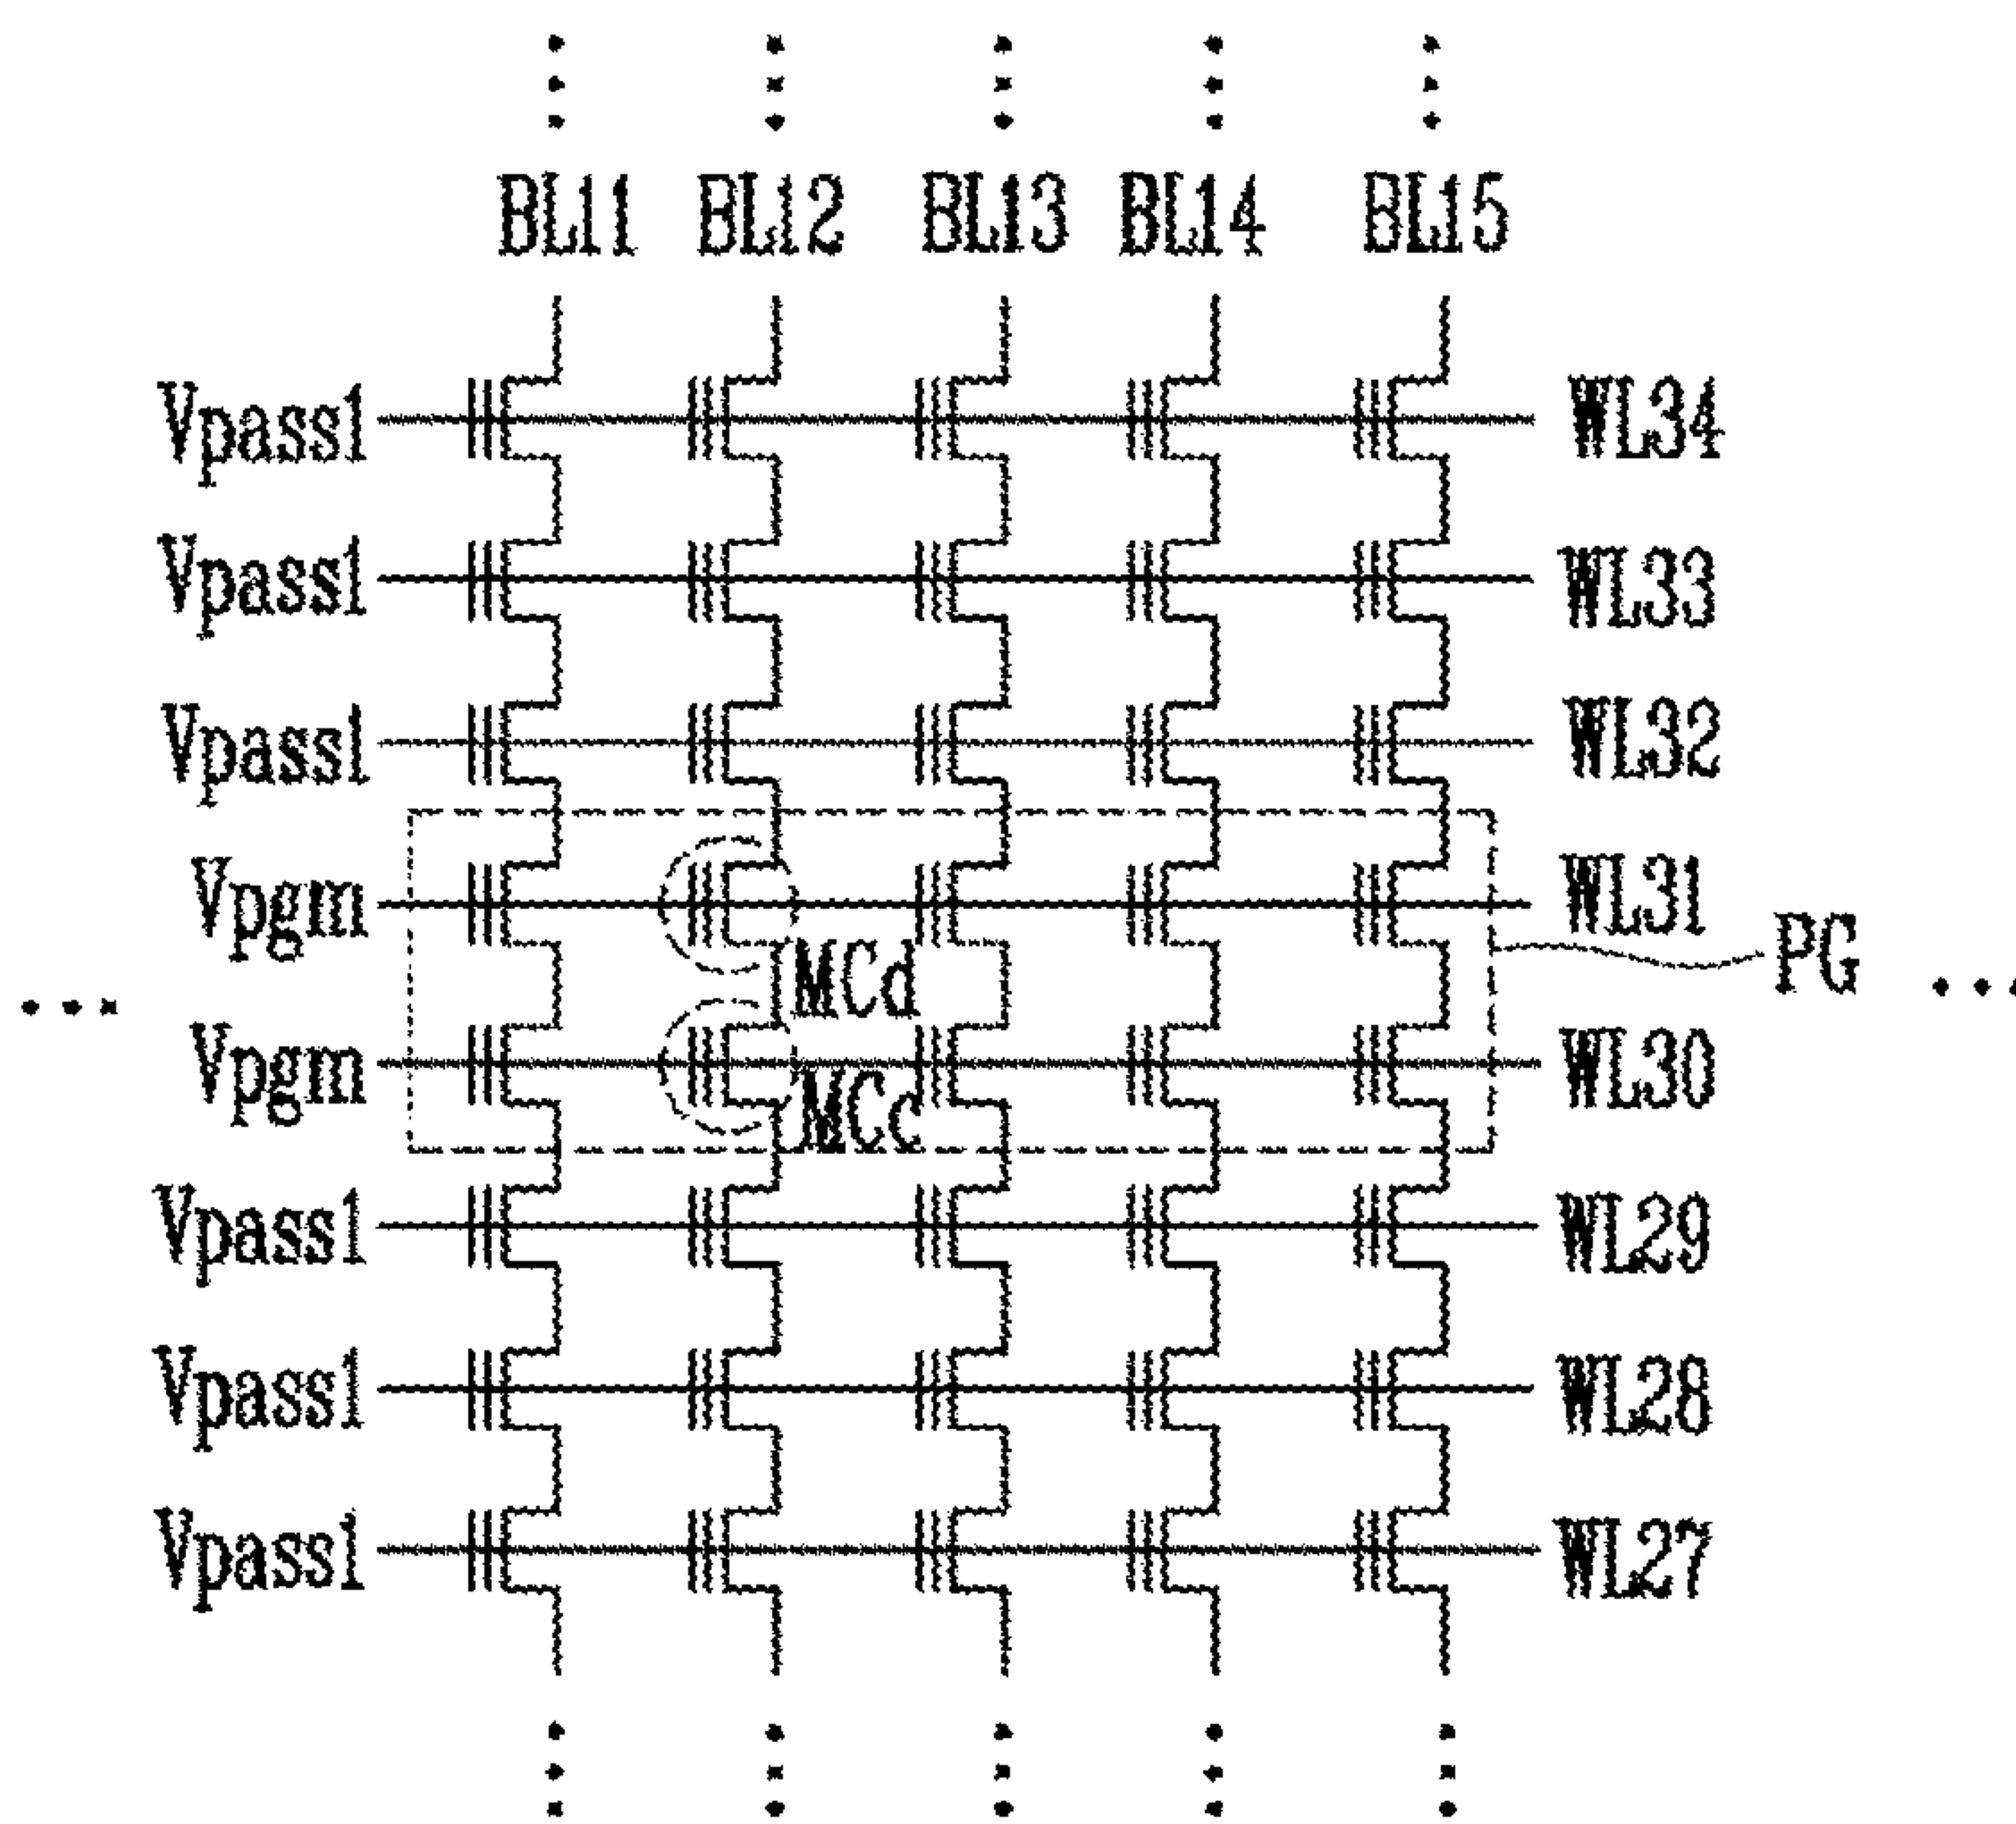 BL11 BL12 BL13 BL14 BL15
Vpass1 WL34
Vpass1 WL33
Vpass1 WL32
Vpgm WL31
MCd PG
Vpgm WL30
MCc
Vpass1 WL29
Vpass1 WL28
Vpass1 WL27